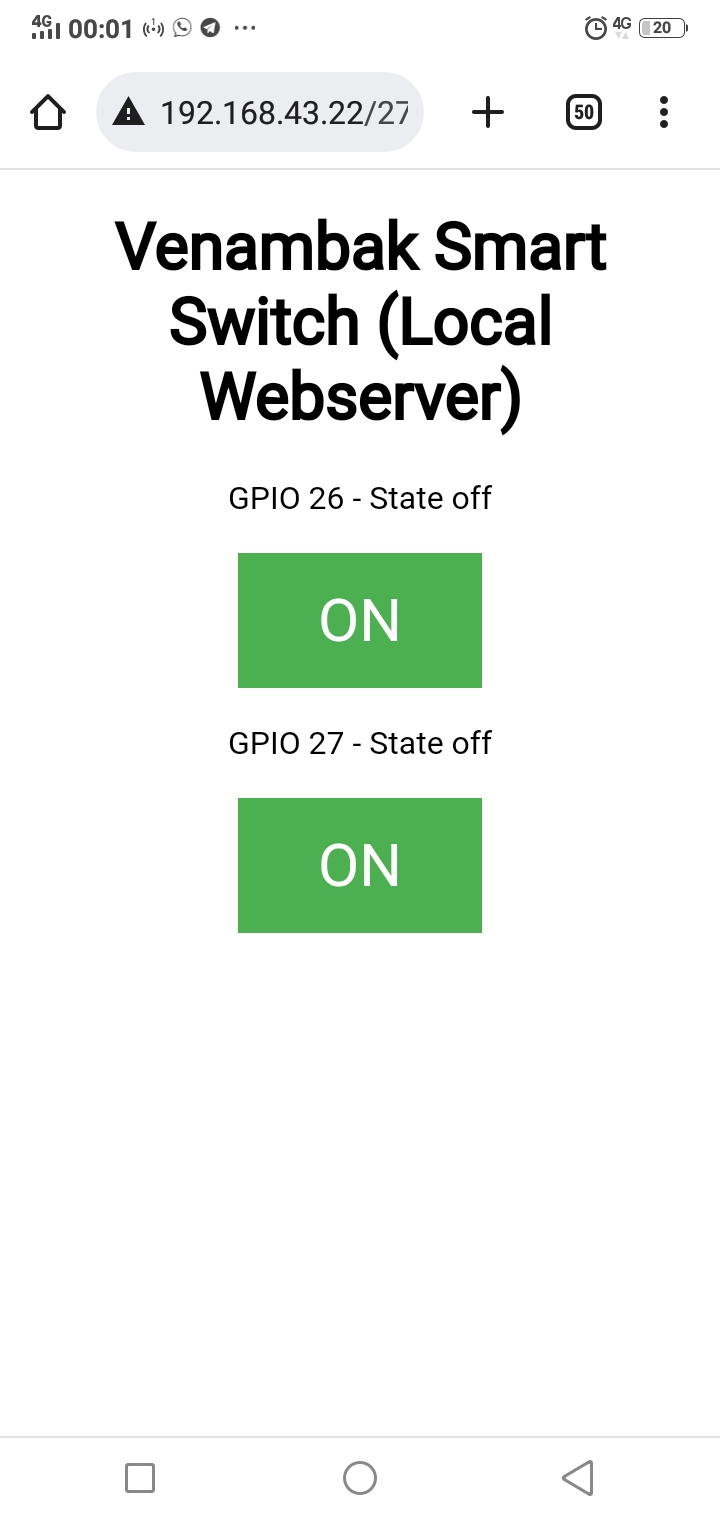 4G 00:01 4G 20
192.168.43.22/27 50
Venambak Smart
Switch (Local
Webserver)
GPIO 26 - State off
ON
GPIO 27 - State off
ON